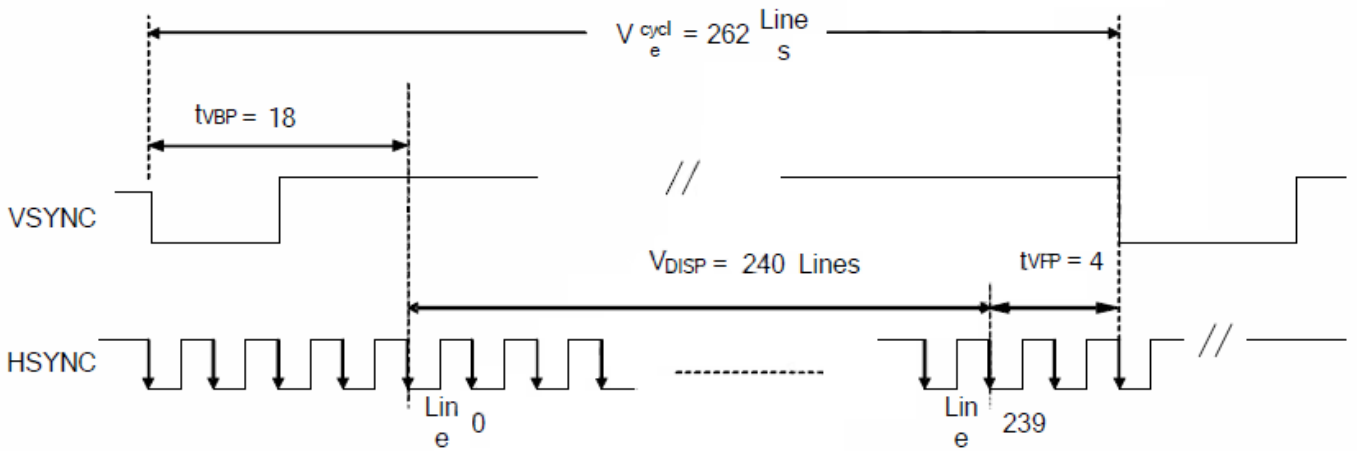 V cycl e = 262 Line s
tVBP = 18
VSYNC
VDISP = 240 Lines
tVFP = 4
HSYNC
Lin e 0
Lin e 239